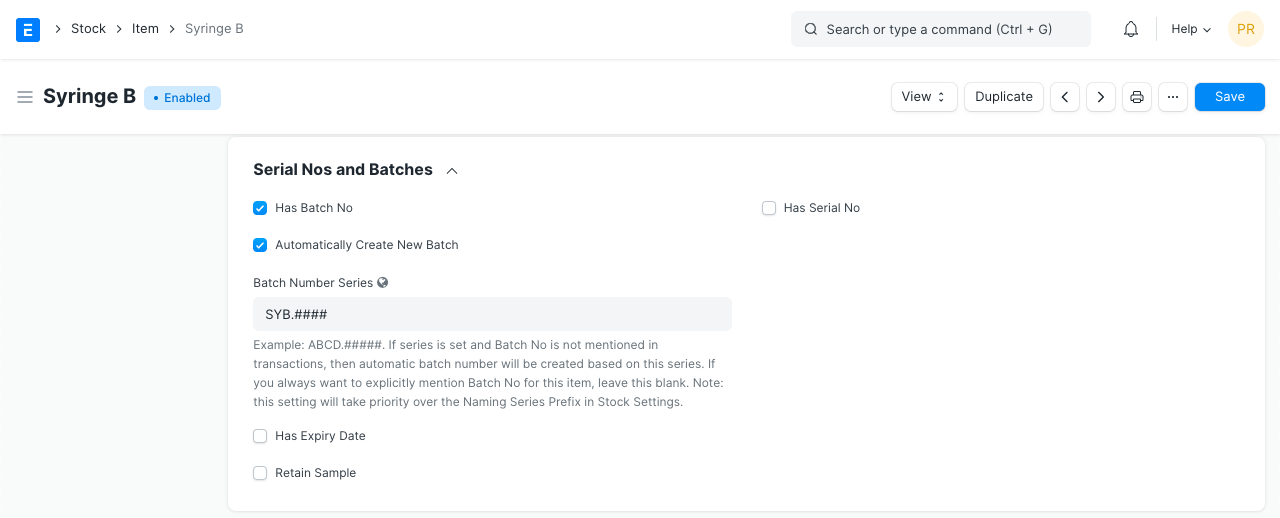 Stock Item Syringe B
Search or type a command (Ctrl + G)
Help
PR
Syringe B
Enabled
View
Duplicate
Save
Serial Nos and Batches
Has Batch No
Has Serial No
Automatically Create New Batch
Batch Number Series
SYB.####
Example: ABCD.#####. If series is set and Batch No is not mentioned in
transactions, then automatic batch number will be created based on this series. If
you always want to explicitly mention Batch No for this item, leave this blank. Note:
this setting will take priority over the Naming Series Prefix in Stock Settings.
Has Expiry Date
Retain Sample